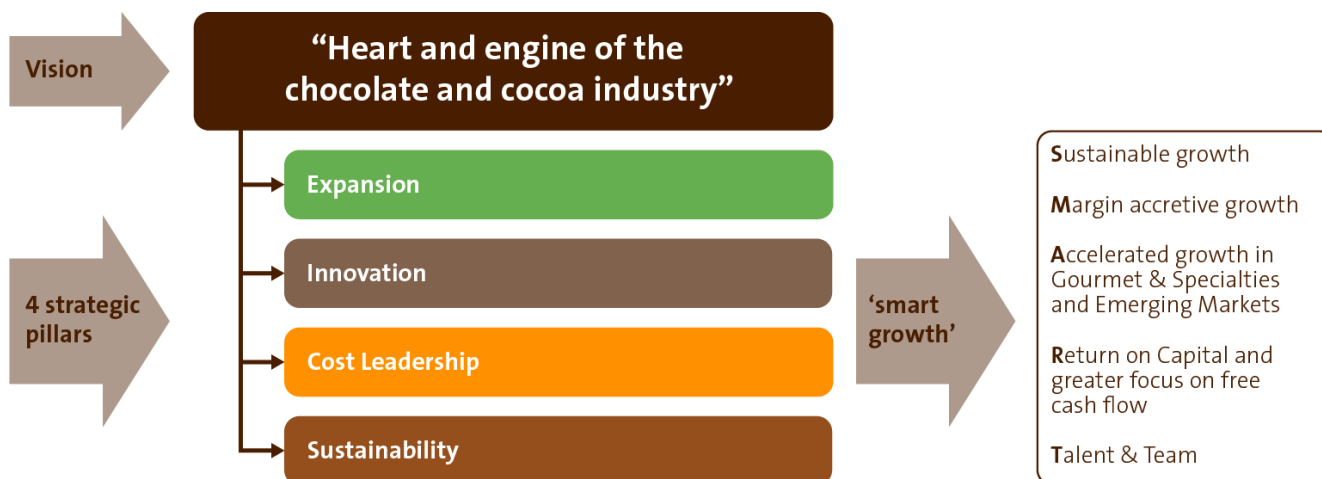 Vision
“Heart and engine of the
chocolate and cocoa industry”
4 strategic
pillars
Expansion
Innovation
Cost Leadership
Sustainability
‘smart
growth’
Sustainable growth
Margin accretive growth
Accelerated growth in
Gourmet & Specialties
and Emerging Markets
Return on Capital and
greater focus on free
cash flow
Talent & Team